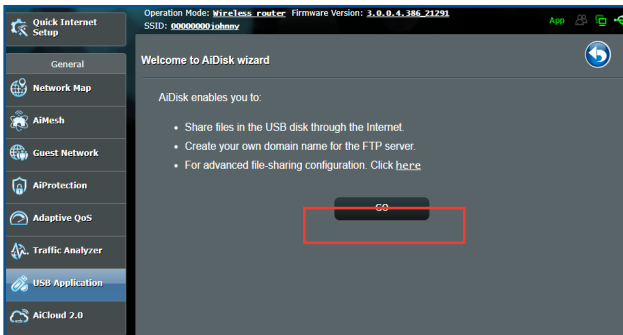 Quick Internet
Setup
Operation Mode: Wireless router Firmware Version: 3.0.0.4.386_21291
SSID: 00000000johnny
App
General
Network Map
AiMesh
Guest Network
AiProtection
Adaptive QoS
Traffic Analyzer
USB Application
AiCloud 2.0
Welcome to AiDisk wizard
AiDisk enables you to:
Share files in the USB disk through the Internet.
Create your own domain name for the FTP server.
For advanced file-sharing configuration. Click here
GO